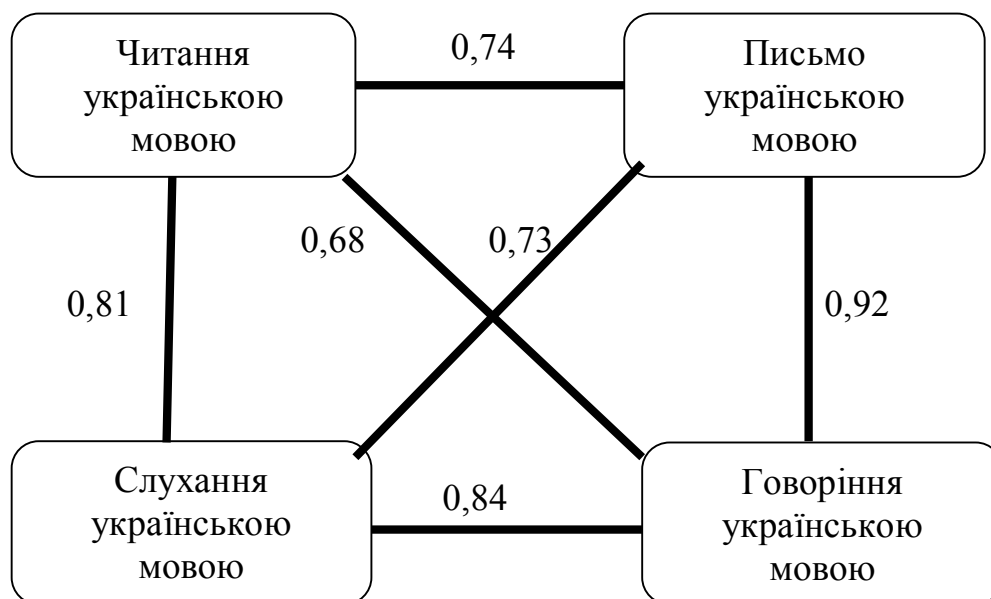 Читання
українською
мовою
0,74
Письмо
українською
мовою
0,68
0,73
0,81
0,92
Слухання
українською
мовою
0,84
Говоріння
українською
мовою